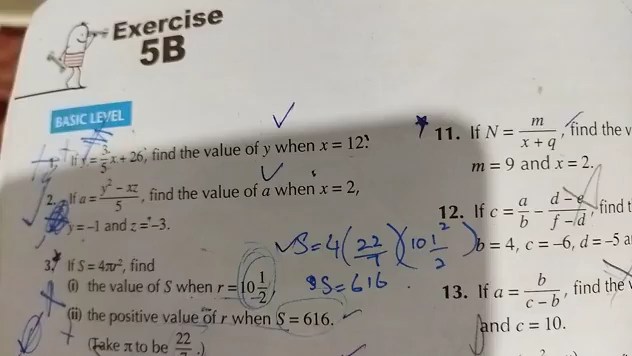 Exercise
5B
BASIC LEVEL
1. If y = 3/5 x + 26, find the value of y when x = 12.
2. If a = (y² − xz)/5, find the value of a when x = 2,
y = −1 and z = −3.
3. If S = 4πr², find
(i) the value of S when r = 10 1/2,
(ii) the positive value of r when S = 616.
(Take π to be 22/7.)
S = 4(22/7)(10 1/2)²
S = 616
11. If N = m/(x + q), find the
m = 9 and x = 2.
12. If c = a/b − (d − e)/(f − d), find
b = 4, c = −6, d = −5
13. If a = b/(c − b), find the
and c = 10.